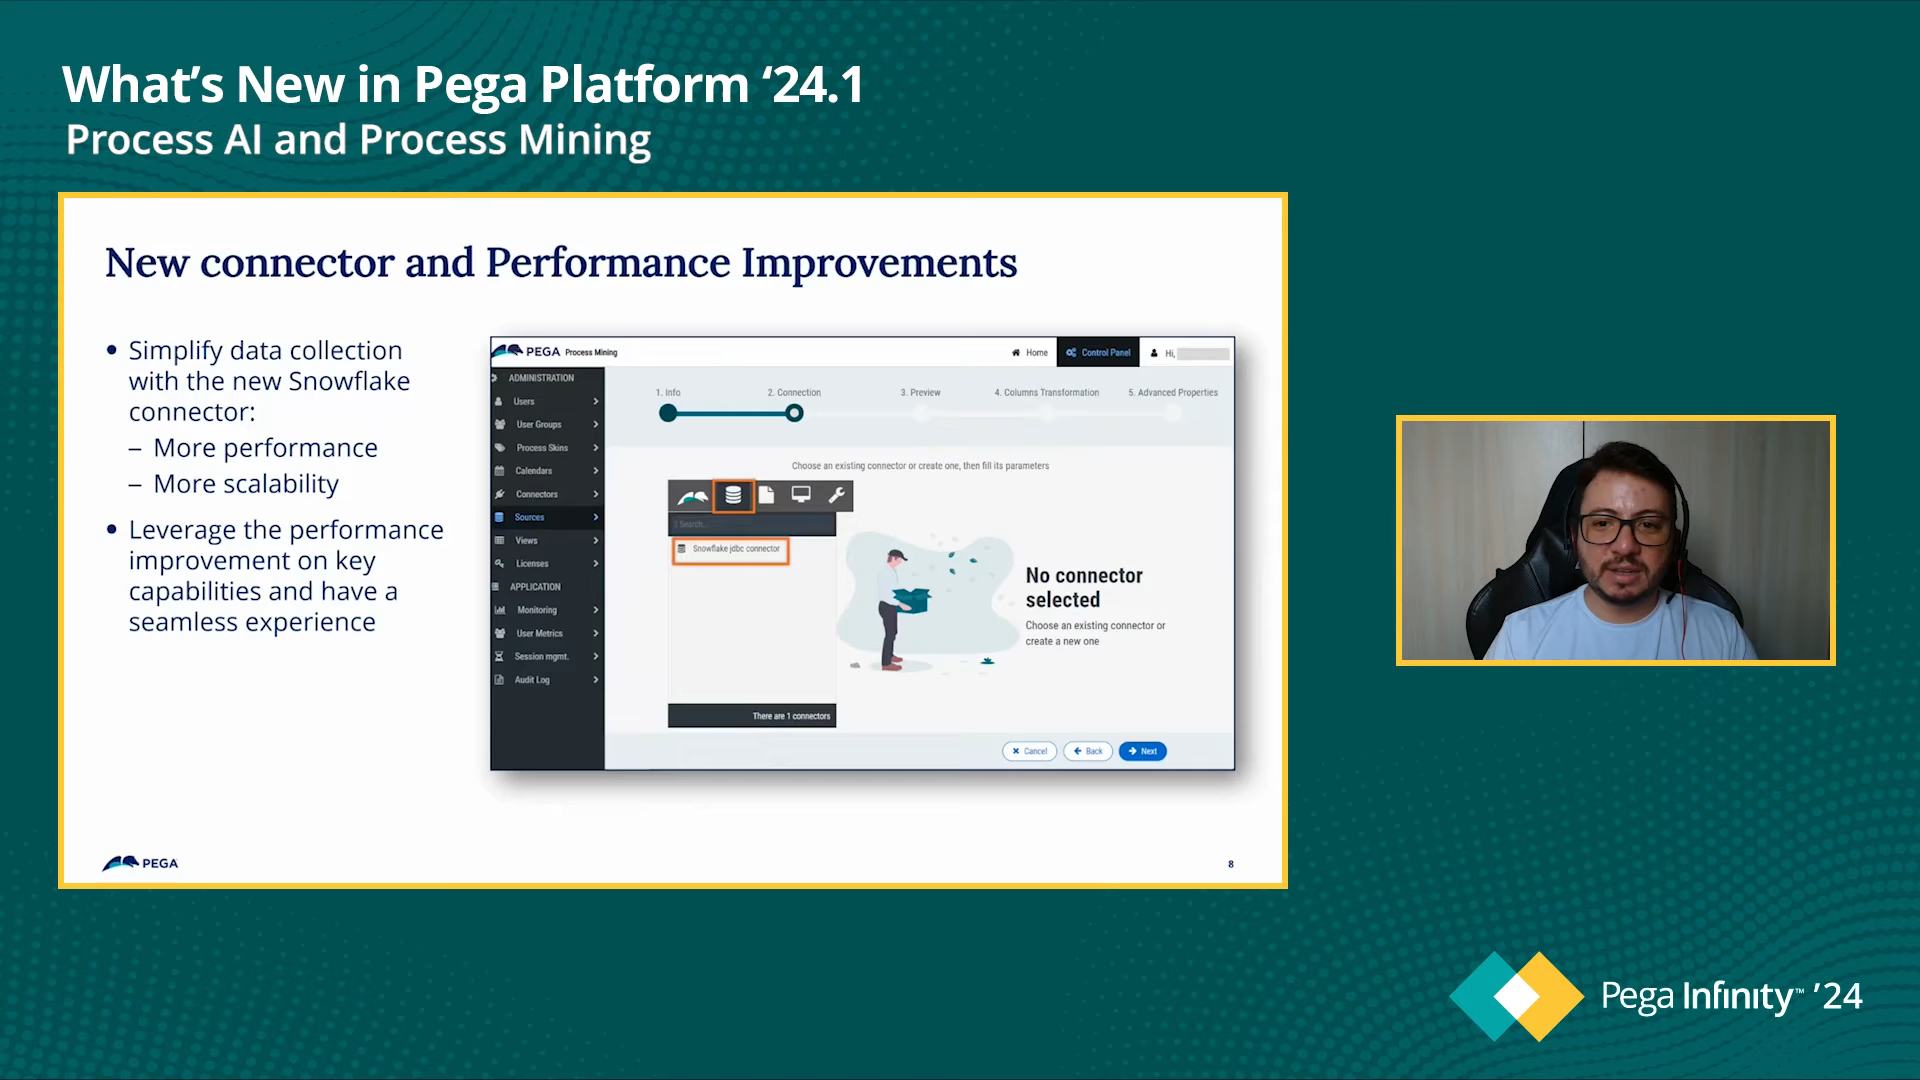 What's New in Pega Platform ‘24.1
Process AI and Process Mining
New connector and Performance Improvements
• Simplify data collection
with the new Snowflake
connector:
– More performance
– More scalability
• Leverage the performance
improvement on key
capabilities and have a
seamless experience
PEGA Process Mining
Home
Control Panel
Hi,
ADMINISTRATION
Users
User Groups
Process Skins
Calendars
Connectors
Sources
Views
Licenses
APPLICATION
Monitoring
User Metrics
Session mgmt.
Audit Log
1. Info
2. Connection
3. Preview
4. Columns Transformation
5. Advanced Properties
Choose an existing connector or create one, then fill its parameters
Search...
Snowflake jdbc connector
There are 1 connectors
No connector
selected
Choose an existing connector or
create a new one
Cancel
Back
Next
PEGA
8
Pega Infinity™ ’24